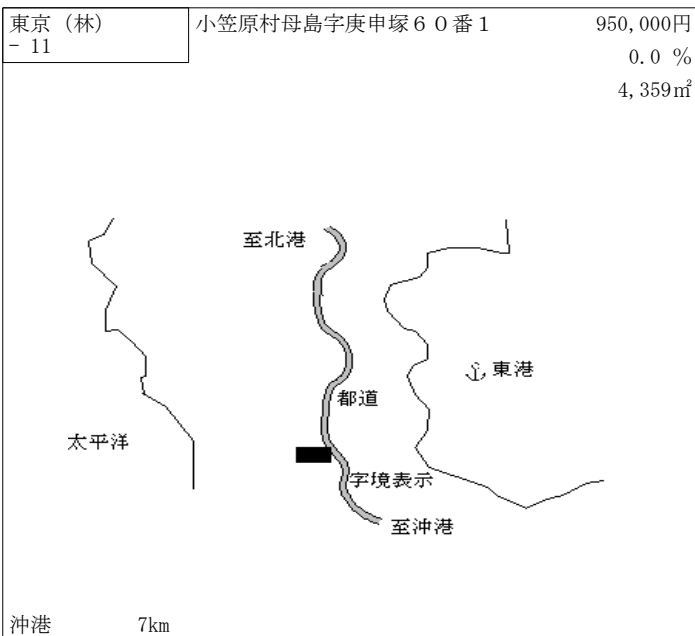 東京（林）
－ 11
小笠原村母島字庚申塚６０番１
950,000円
0.0 %
4,359㎡
至北港
東港
都道
太平洋
字境表示
至沖港
沖港 7km